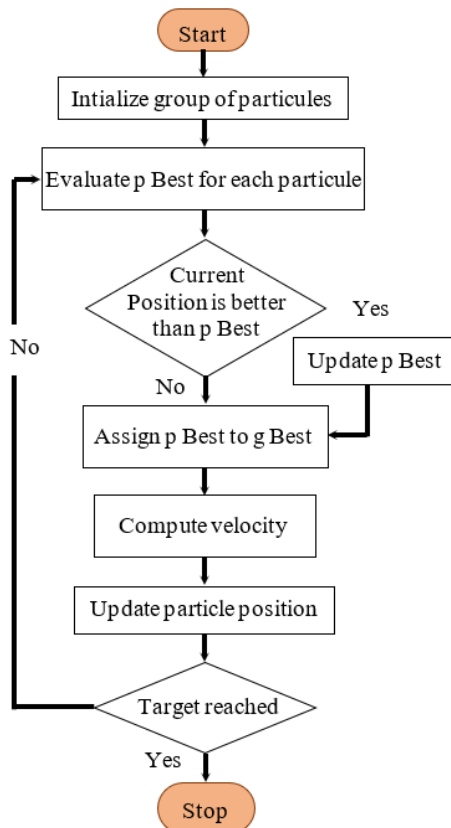 Start
Intialize group of particules
Evaluate p Best for each particule
Current
Position is better
than p Best
Yes
No
Update p Best
No
Assign p Best to g Best
Compute velocity
Update particle position
Target reached
Yes
Stop